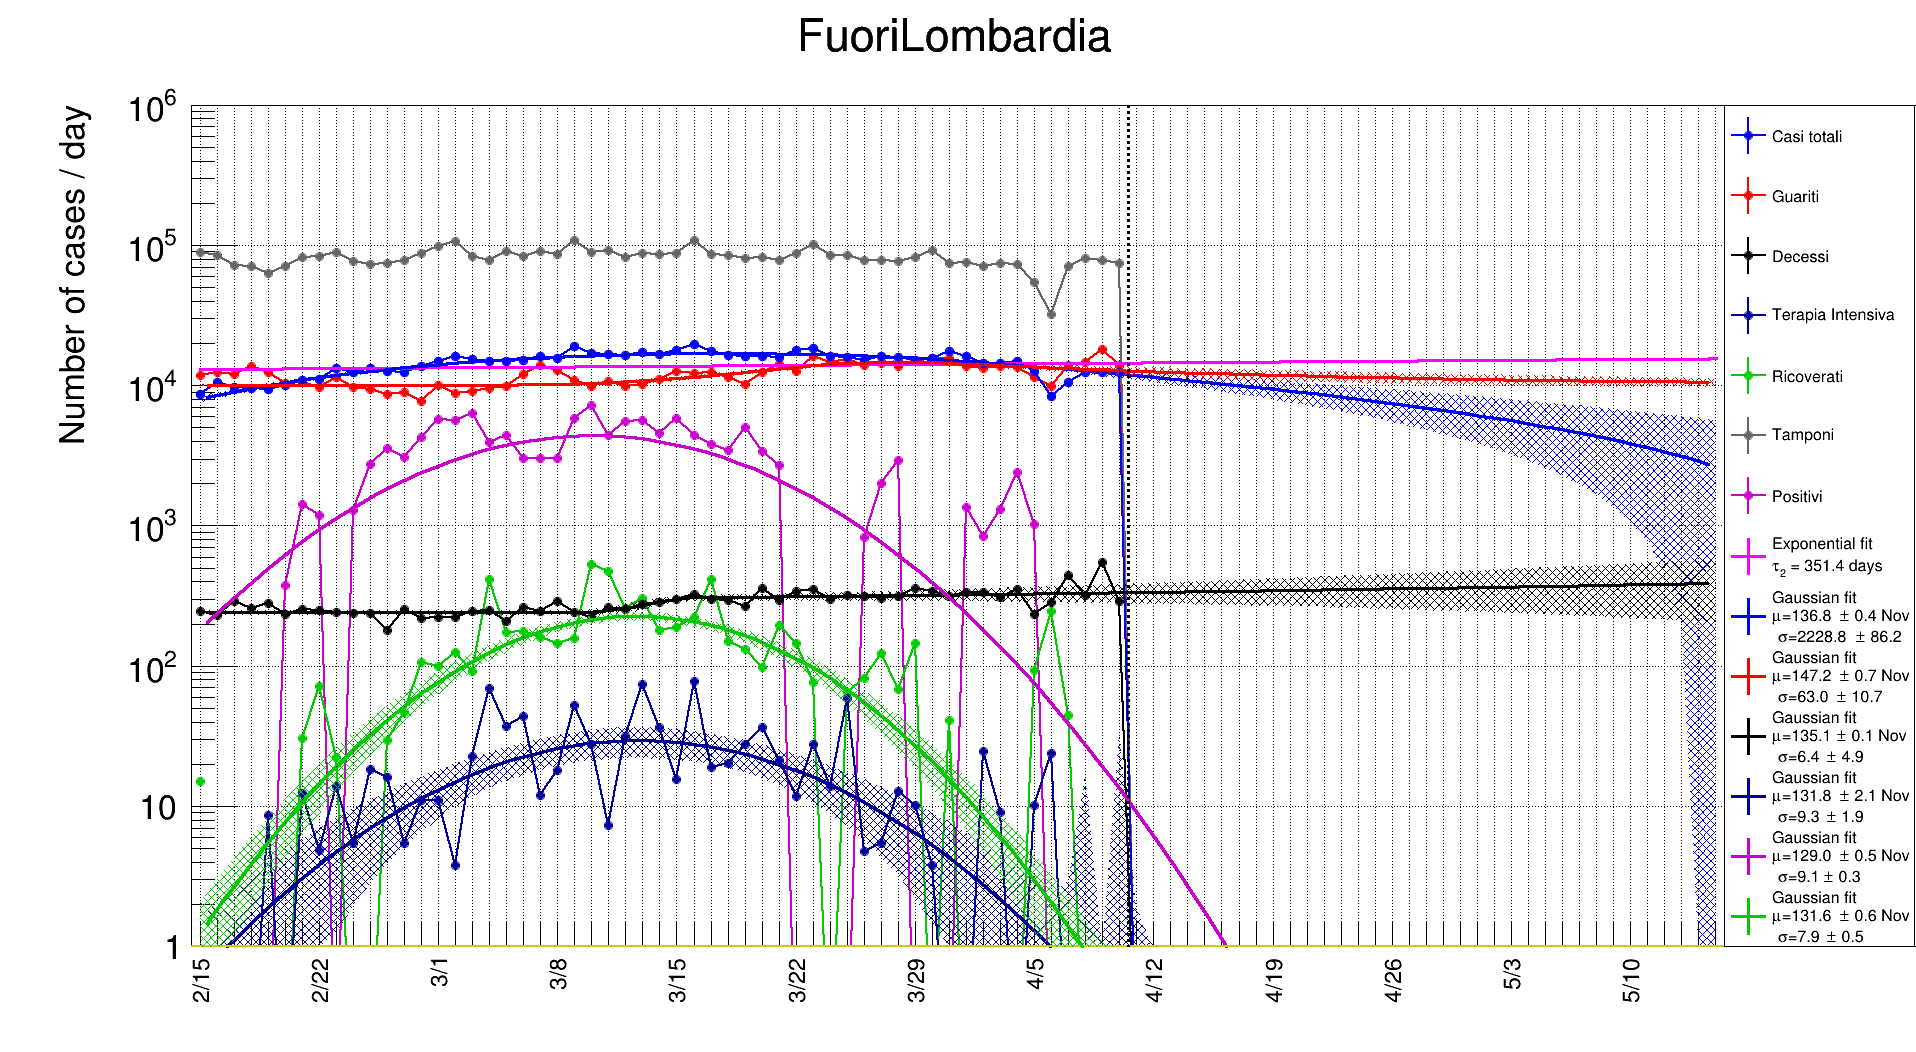 FuoriLombardia
Number of cases / day
10^6
10^5
10^4
10^3
10^2
10
1
2/15
2/22
3/1
3/8
3/15
3/22
3/29
4/5
4/12
4/19
4/26
5/3
5/10
Casi totali
Guariti
Decessi
Terapia Intensiva
Ricoverati
Tamponi
Positivi
Exponential fit
τ₂ = 351.4 days
Gaussian fit
μ=136.8 ± 0.4 Nov
σ=2228.8 ± 86.2
Gaussian fit
μ=147.2 ± 0.7 Nov
σ=63.0 ± 10.7
Gaussian fit
μ=135.1 ± 0.1 Nov
σ=6.4 ± 4.9
Gaussian fit
μ=131.8 ± 2.1 Nov
σ=9.3 ± 1.9
Gaussian fit
μ=129.0 ± 0.5 Nov
σ=9.1 ± 0.3
Gaussian fit
μ=131.6 ± 0.6 Nov
σ=7.9 ± 0.5